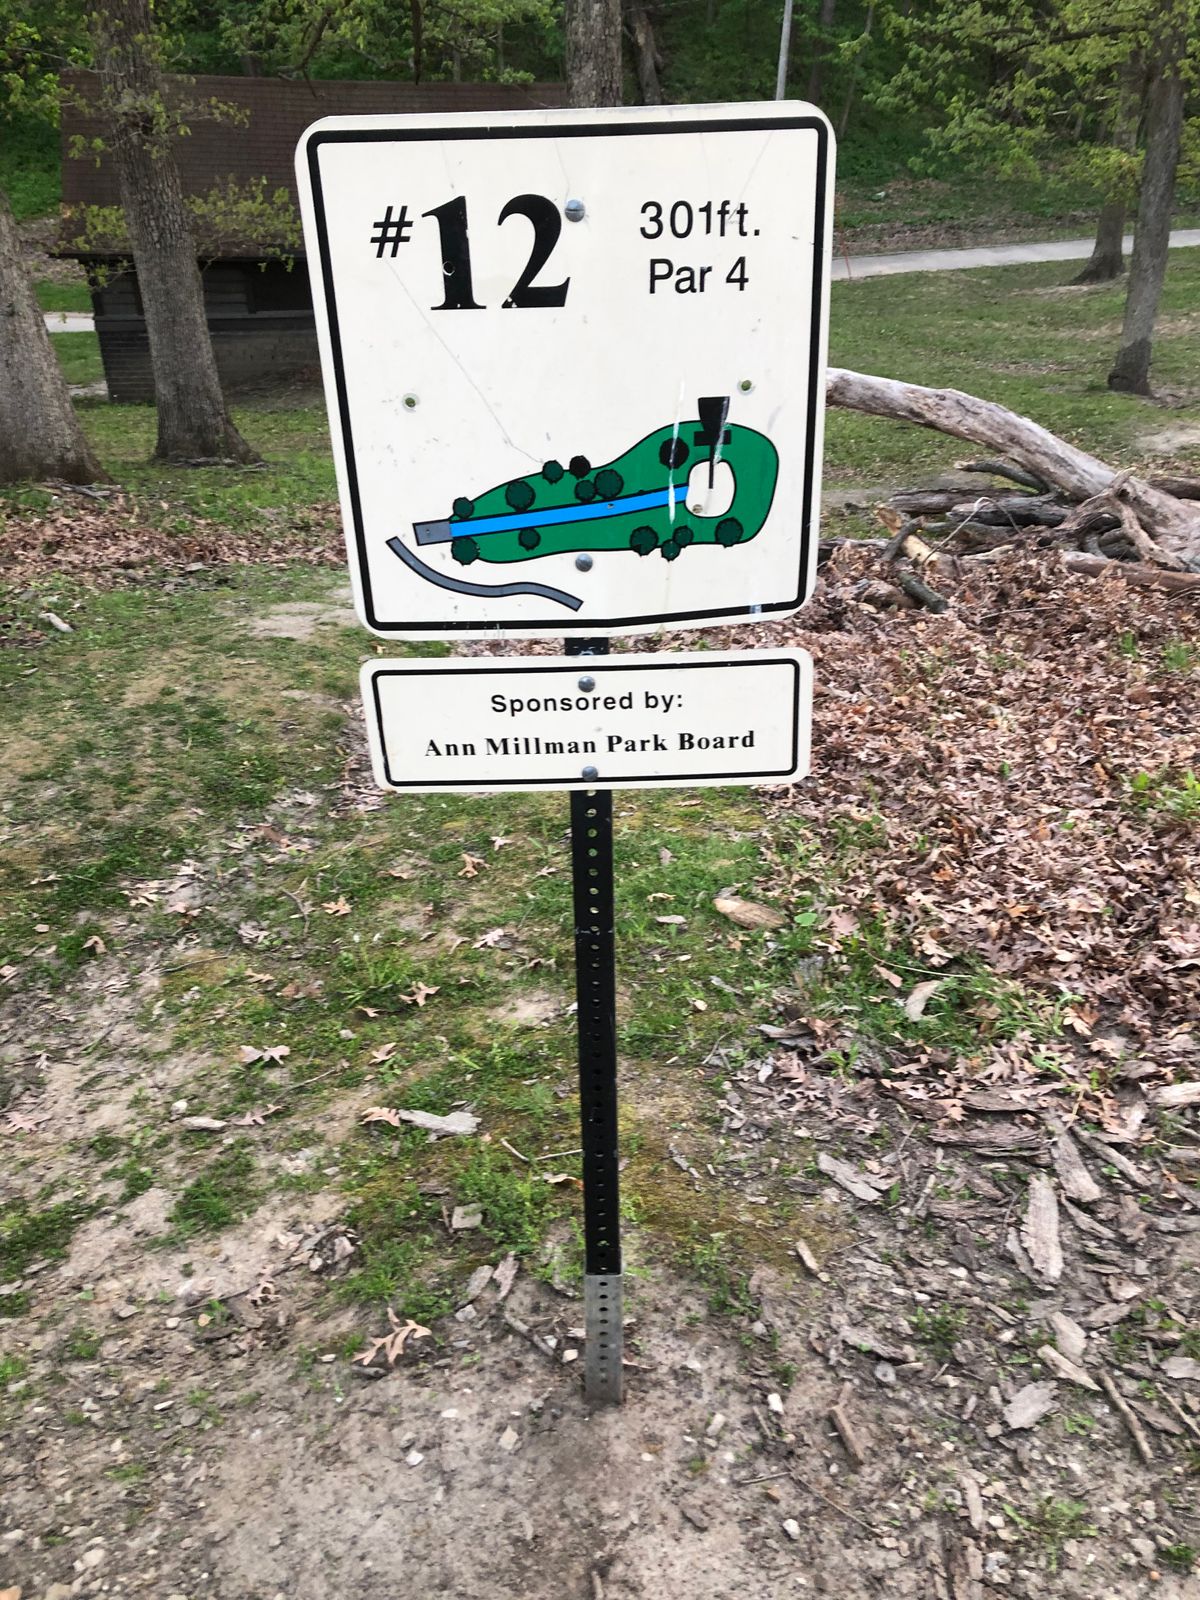 #12
301ft.
Par 4
Sponsored by:
Ann Millman Park Board